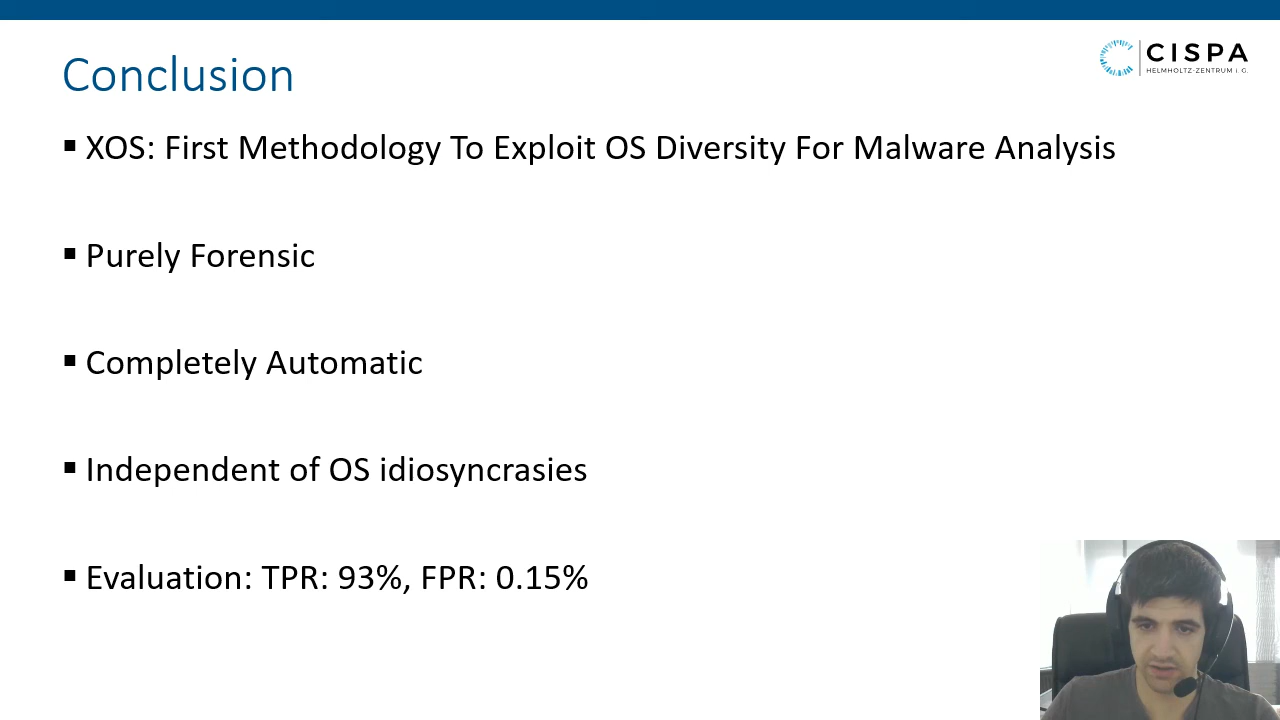 Conclusion
CISPA
HELMHOLTZ-ZENTRUM I. G.
▪ XOS: First Methodology To Exploit OS Diversity For Malware Analysis
▪ Purely Forensic
▪ Completely Automatic
▪ Independent of OS idiosyncrasies
▪ Evaluation: TPR: 93%, FPR: 0.15%